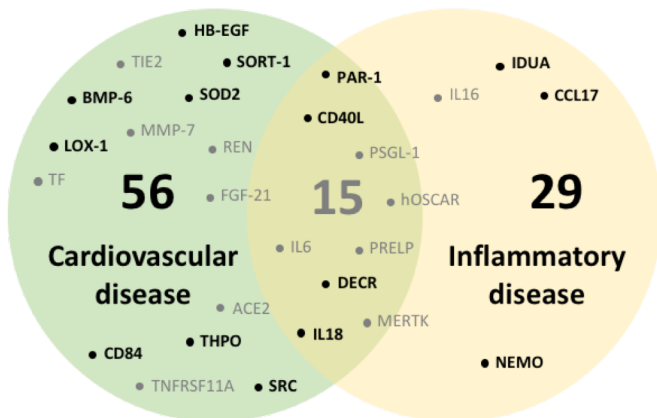 HB-EGF
TIE2
SORT-1
PAR-1
IDUA
BMP-6
SOD2
IL16
CCL17
CD40L
MMP-7
LOX-1
REN
PSGL-1
TF
56
FGF-21
15
hOSCAR
29
IL6
PRELP
Cardiovascular
disease
Inflammatory
disease
DECR
ACE2
MERTK
THPO
IL18
CD84
NEMO
TNFRSF11A
SRC